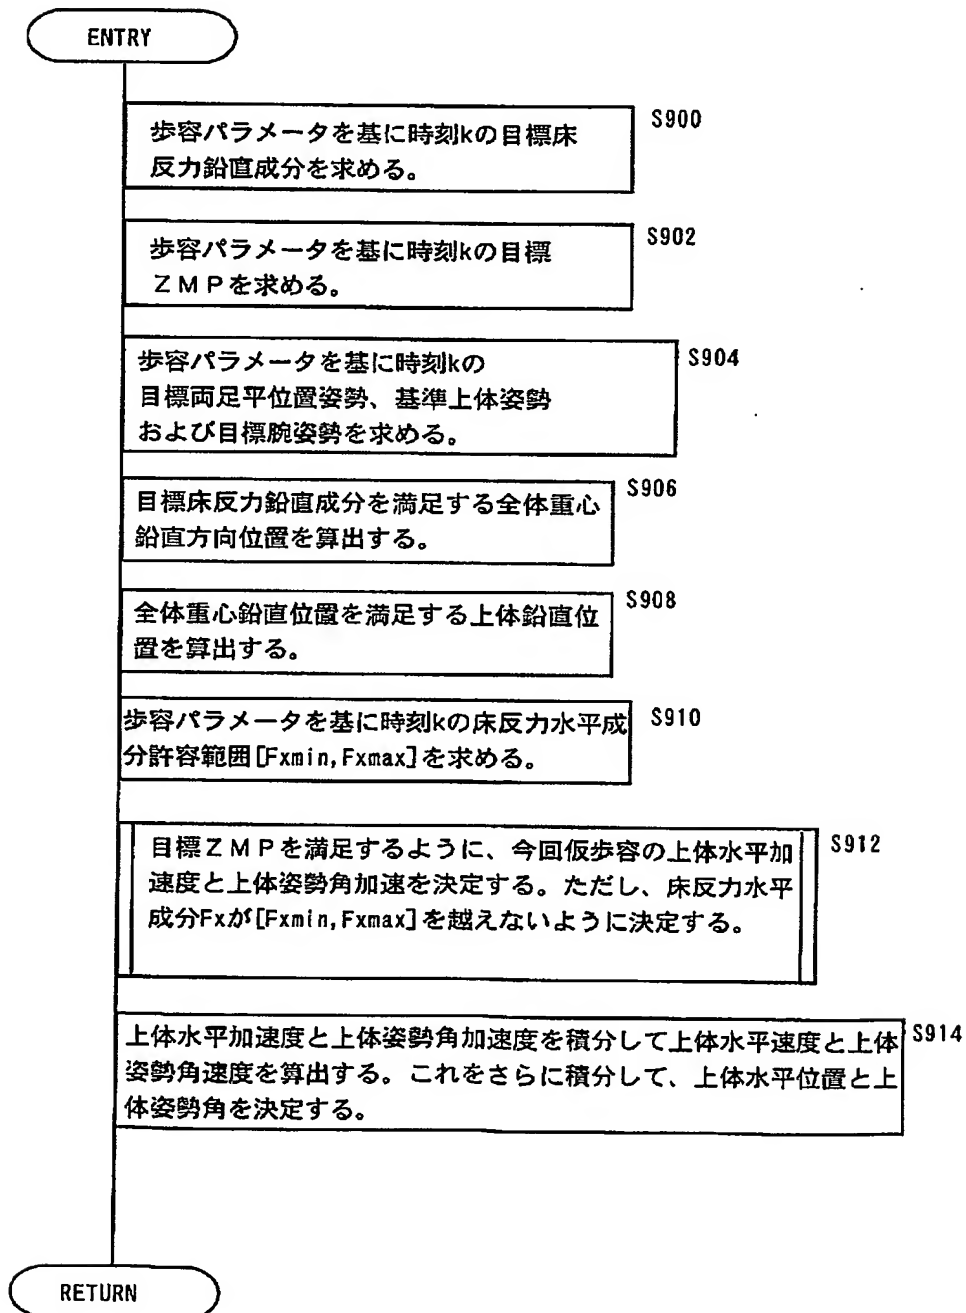 ENTRY
S900
歩容パラメータを基に時刻kの目標床
反力鉛直成分を求める。
S902
歩容パラメータを基に時刻kの目標
ZMPを求める。
S904
歩容パラメータを基に時刻kの
目標両足平位置姿勢、基準上体姿勢
および目標腕姿勢を求める。
S906
目標床反力鉛直成分を満足する全体重心
鉛直方向位置を算出する。
S908
全体重心鉛直位置を満足する上体鉛直位
置を算出する。
S910
歩容パラメータを基に時刻kの床反力水平成
分許容範囲[Fxmin,Fxmax]を求める。
S912
目標ZMPを満足するように、今回仮歩容の上体水平加
速度と上体姿勢角加速を決定する。ただし、床反力水平
成分Fxが[Fxmin,Fxmax]を越えないように決定する。
S914
上体水平加速度と上体姿勢角加速度を積分して上体水平速度と上体
姿勢角速度を算出する。これをさらに積分して、上体水平位置と上
体姿勢角を決定する。
RETURN